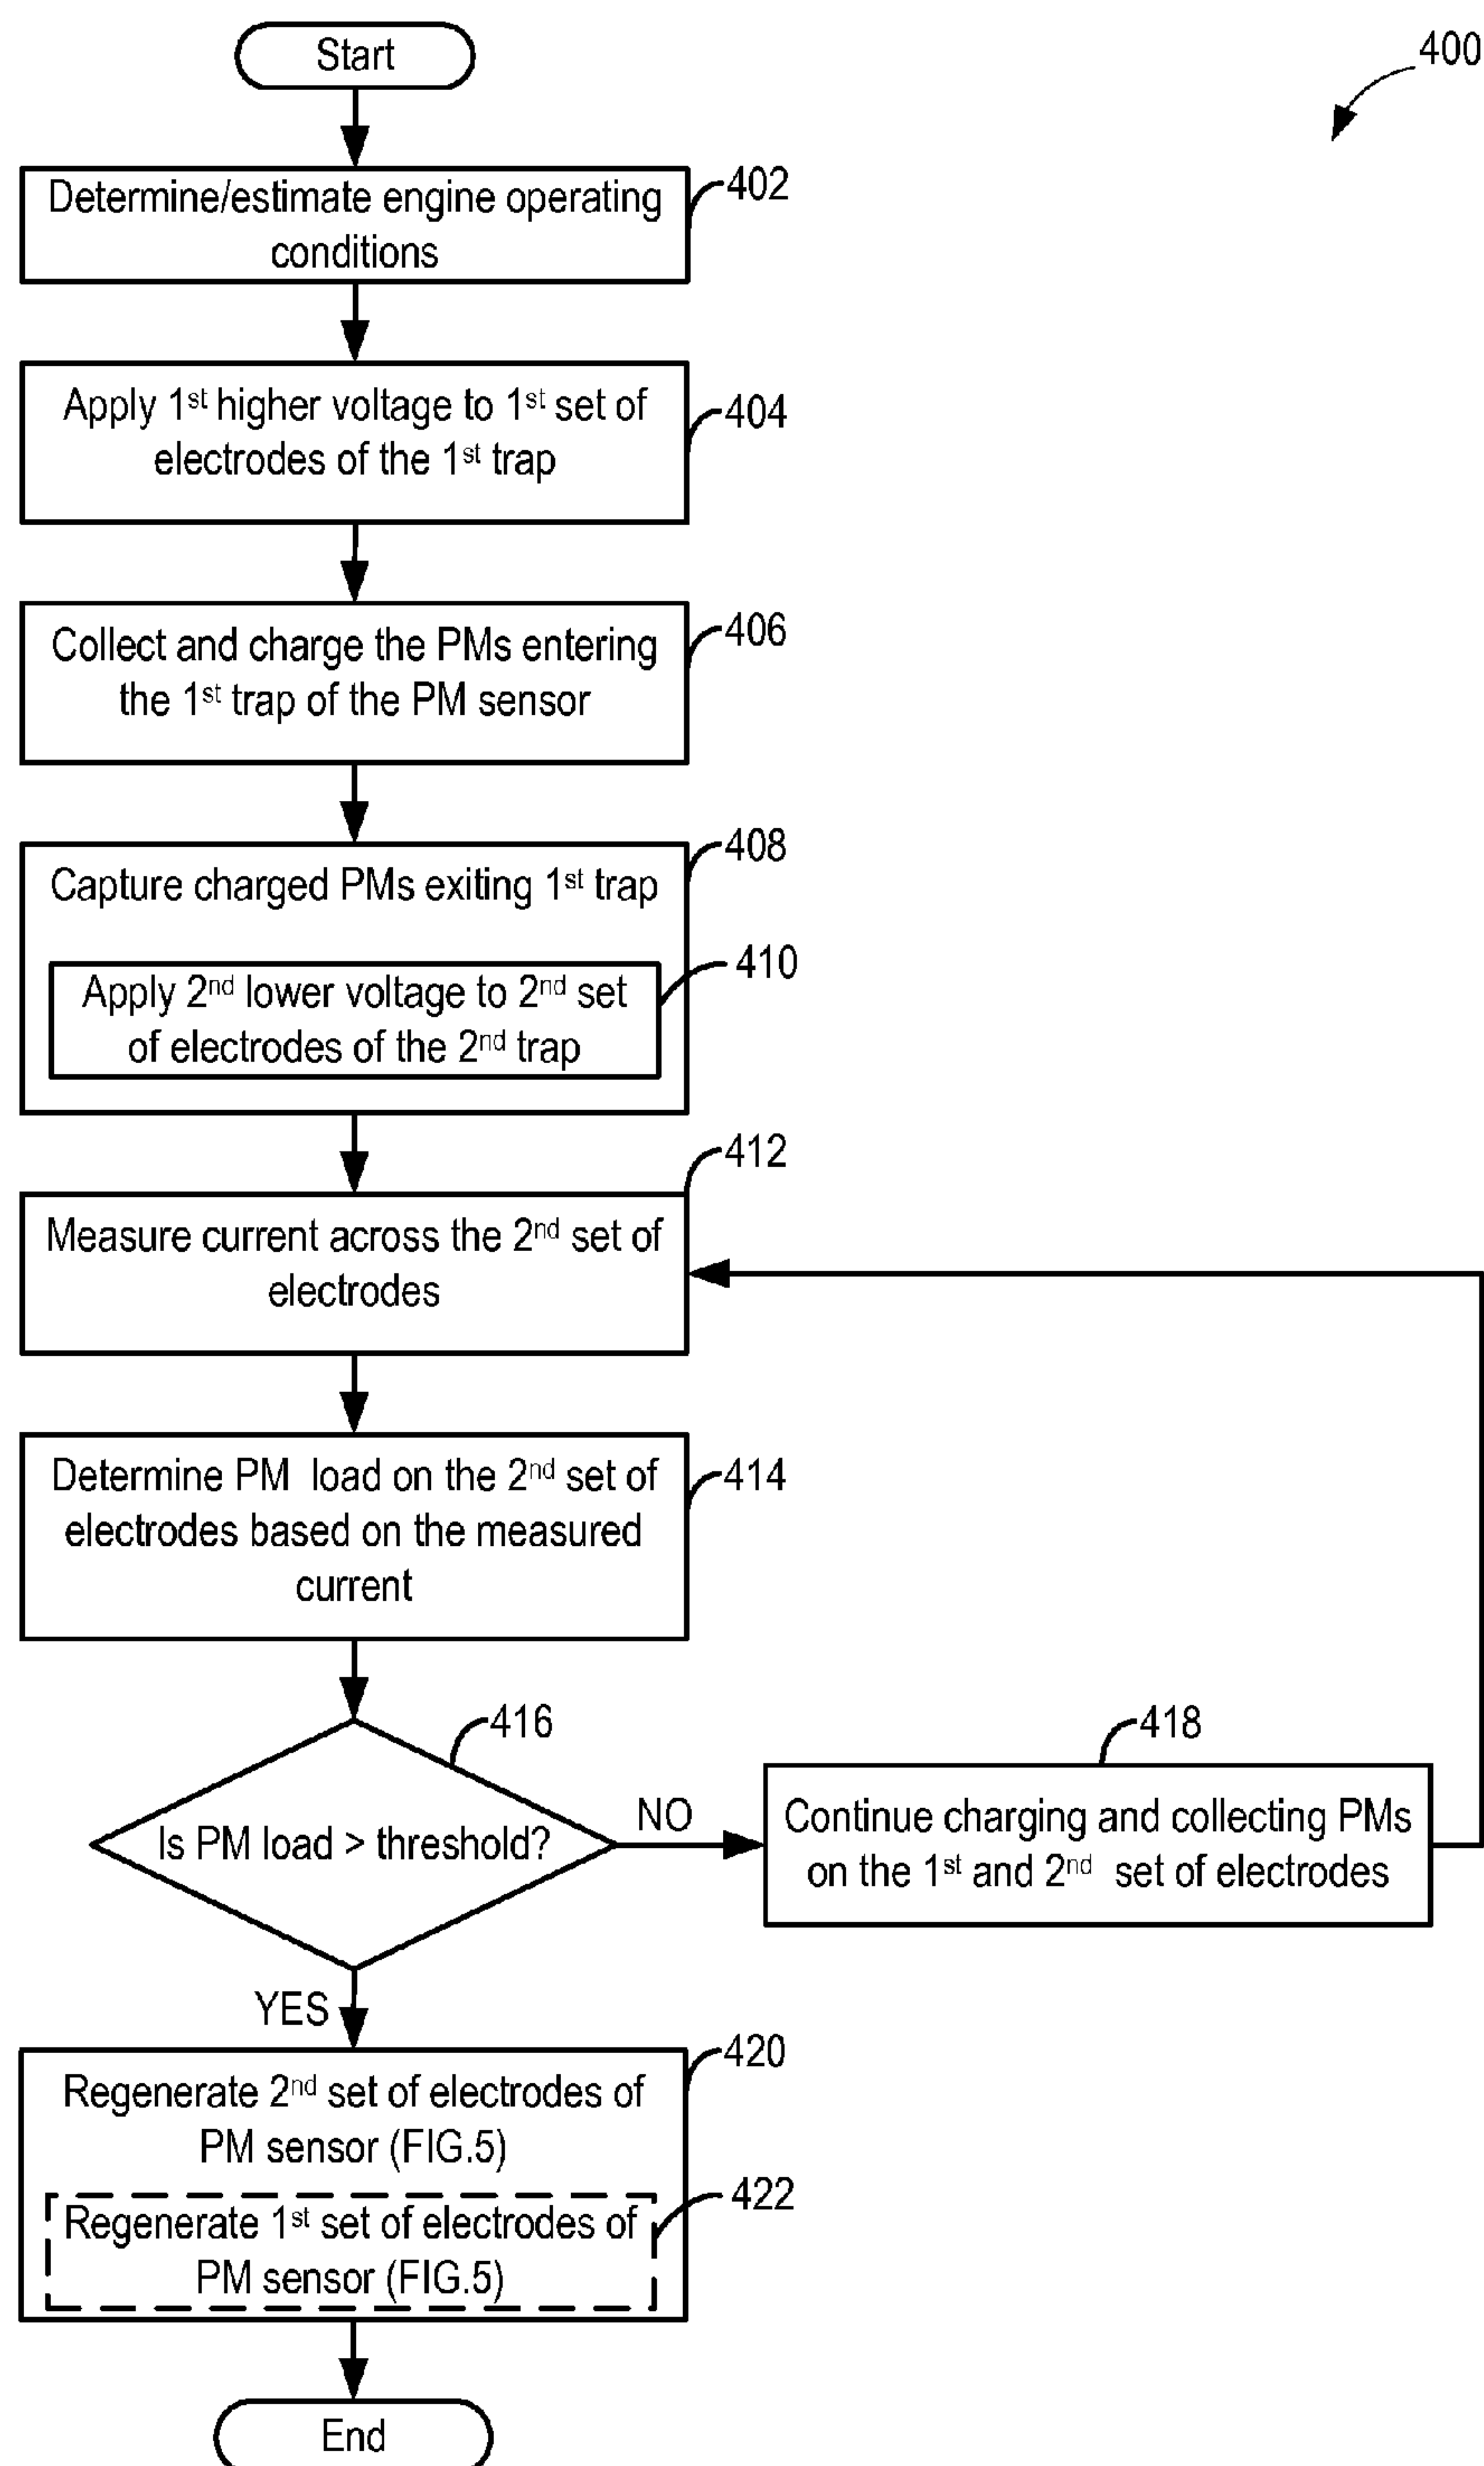 Start
400
Determine/estimate engine operating
conditions
402
Apply 1st higher voltage to 1st set of
electrodes of the 1st trap
404
Collect and charge the PMs entering
the 1st trap of the PM sensor
406
Capture charged PMs exiting 1st trap
408
Apply 2nd lower voltage to 2nd set
of electrodes of the 2nd trap
410
Measure current across the 2nd set of
electrodes
412
Determine PM load on the 2nd set of
electrodes based on the measured
current
414
Is PM load > threshold?
416
NO
Continue charging and collecting PMs
on the 1st and 2nd set of electrodes
418
YES
Regenerate 2nd set of electrodes of
PM sensor (FIG.5)
420
Regenerate 1st set of electrodes of
PM sensor (FIG.5)
422
End